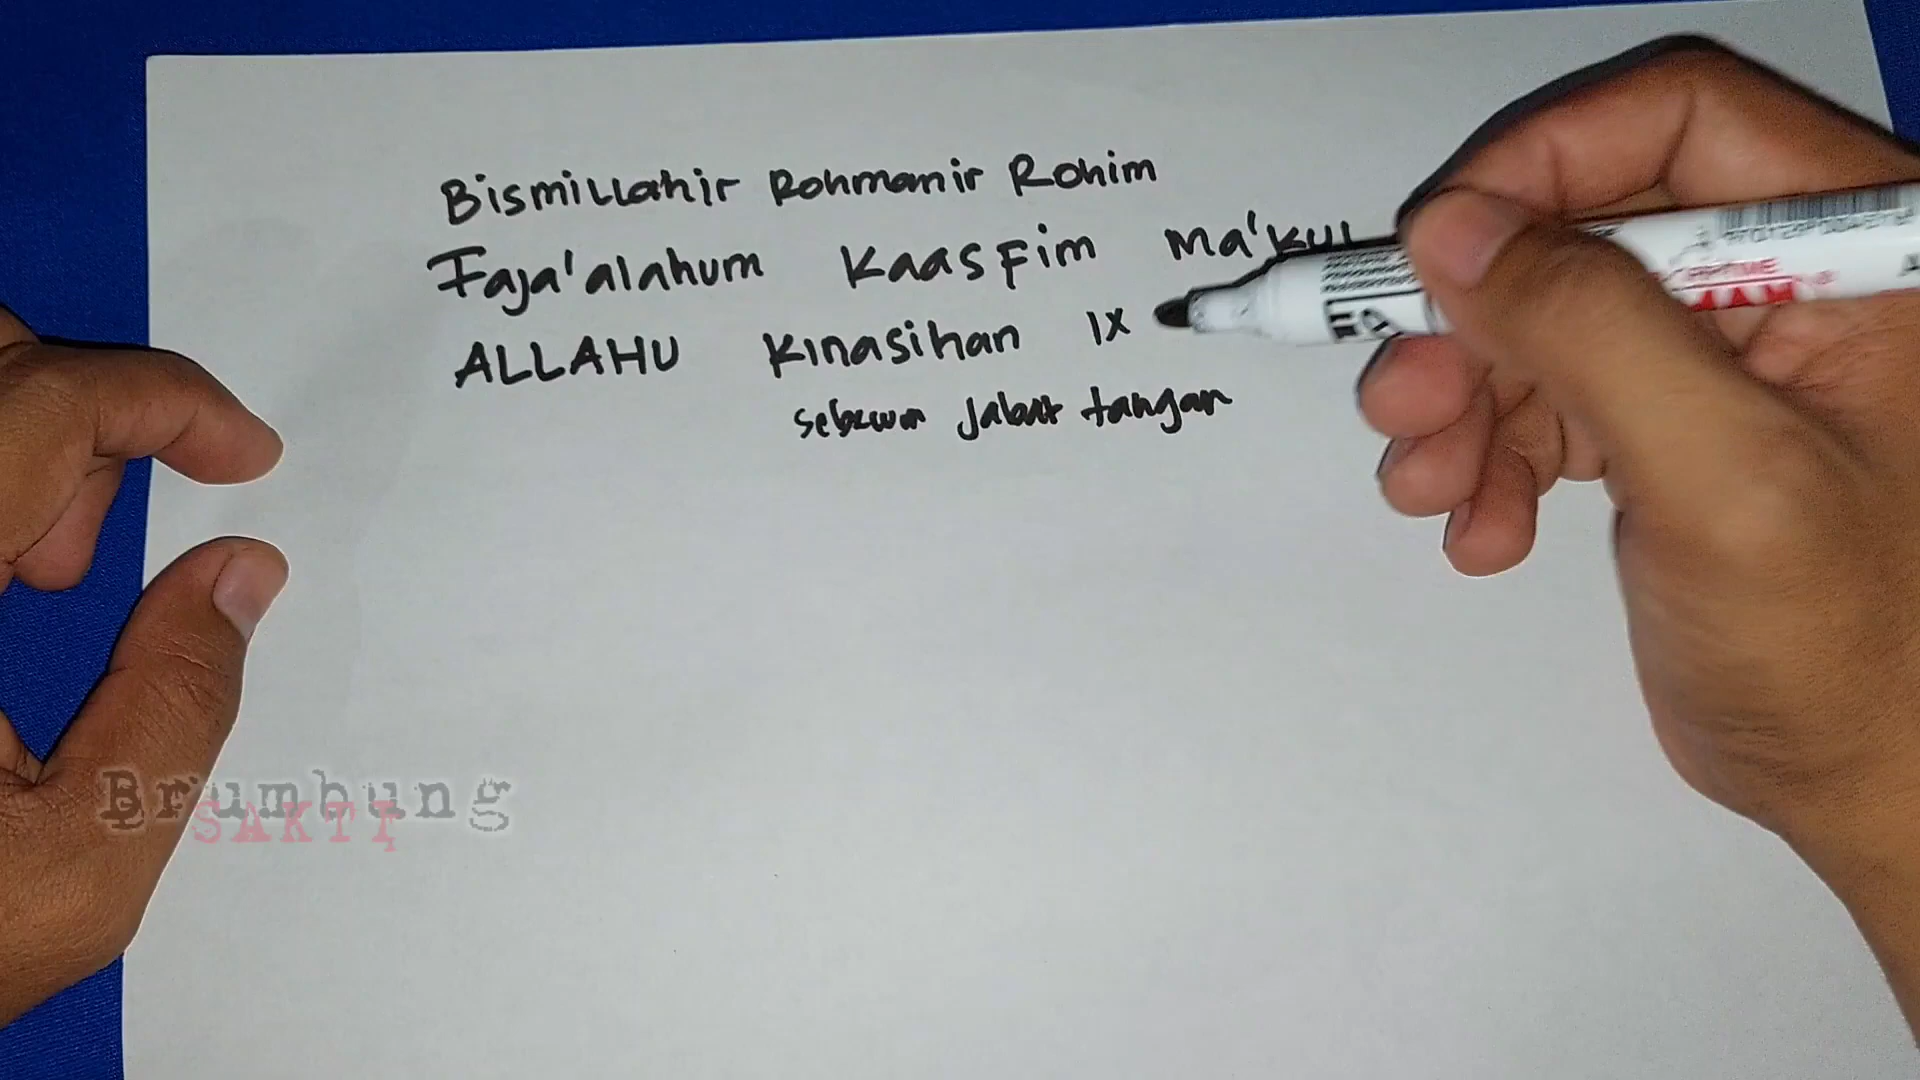 Bismillahir Rohmanir Rohim
Faja'alahum Kaasfim Ma'kul
ALLAHU Kinasihan 1x
sebelum Jabat tangan
Brumbung
SAKTI